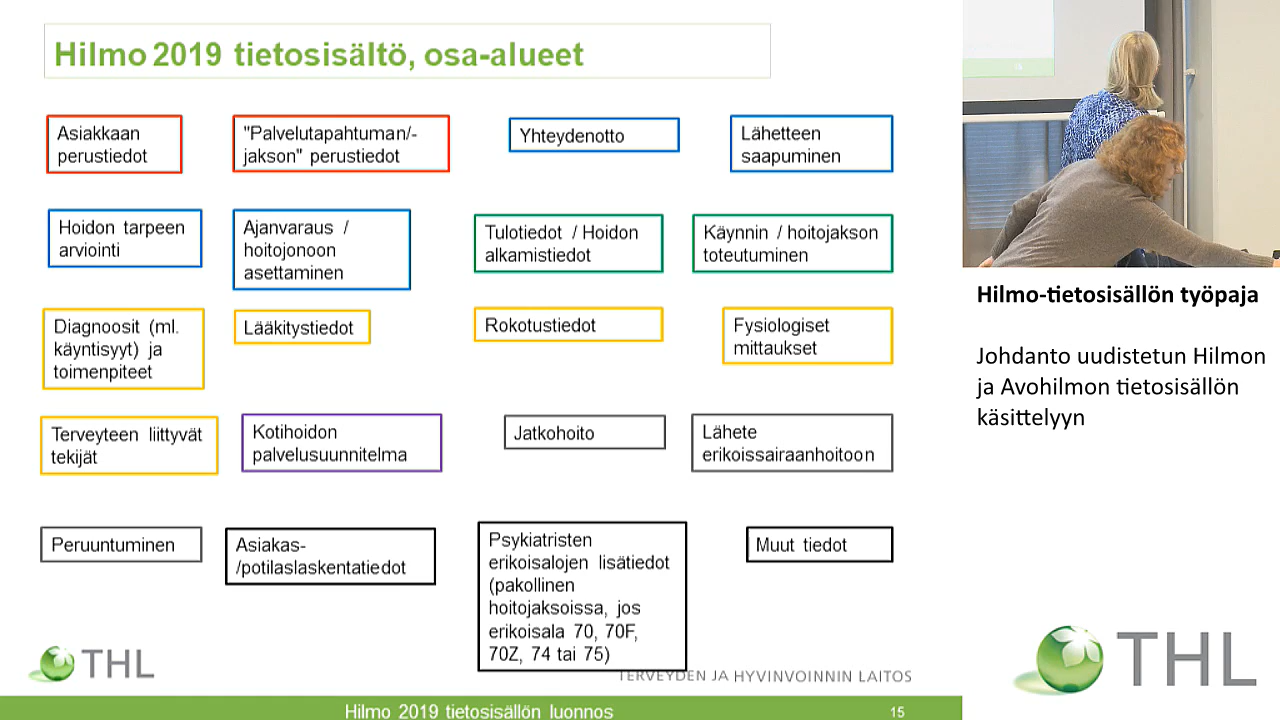 Hilmo 2019 tietosisältö, osa-alueet
Asiakkaan
perustiedot
"Palvelutapahtuman/-
jakson" perustiedot
Yhteydenotto
Lähetteen
saapuminen
Hoidon tarpeen
arviointi
Ajanvaraus /
hoitojonoon
asettaminen
Tulotiedot / Hoidon
alkamistiedot
Käynnin / hoitojakson
toteutuminen
Diagnoosit (ml.
käyntisyyt) ja
toimenpiteet
Lääkitystiedot
Rokotustiedot
Fysiologiset
mittaukset
Terveyteen liittyvät
tekijät
Kotihoidon
palvelusuunnitelma
Jatkohoito
Lähete
erikoissairaanhoitoon
Peruuntuminen
Asiakas-
/potilaslaskentatiedot
Psykiatristen
erikoisalojen lisätiedot
(pakollinen
hoitojaksoissa, jos
erikoisala 70, 70F,
70Z, 74 tai 75)
Muut tiedot
THL
TERVEYDEN JA HYVINVOINNIN LAITOS
Hilmo 2019 tietosisällön luonnos
15
Hilmo-tietosisällön työpaja
Johdanto uudistetun Hilmon
ja Avohilmon tietosisällön
käsittelyyn
THL